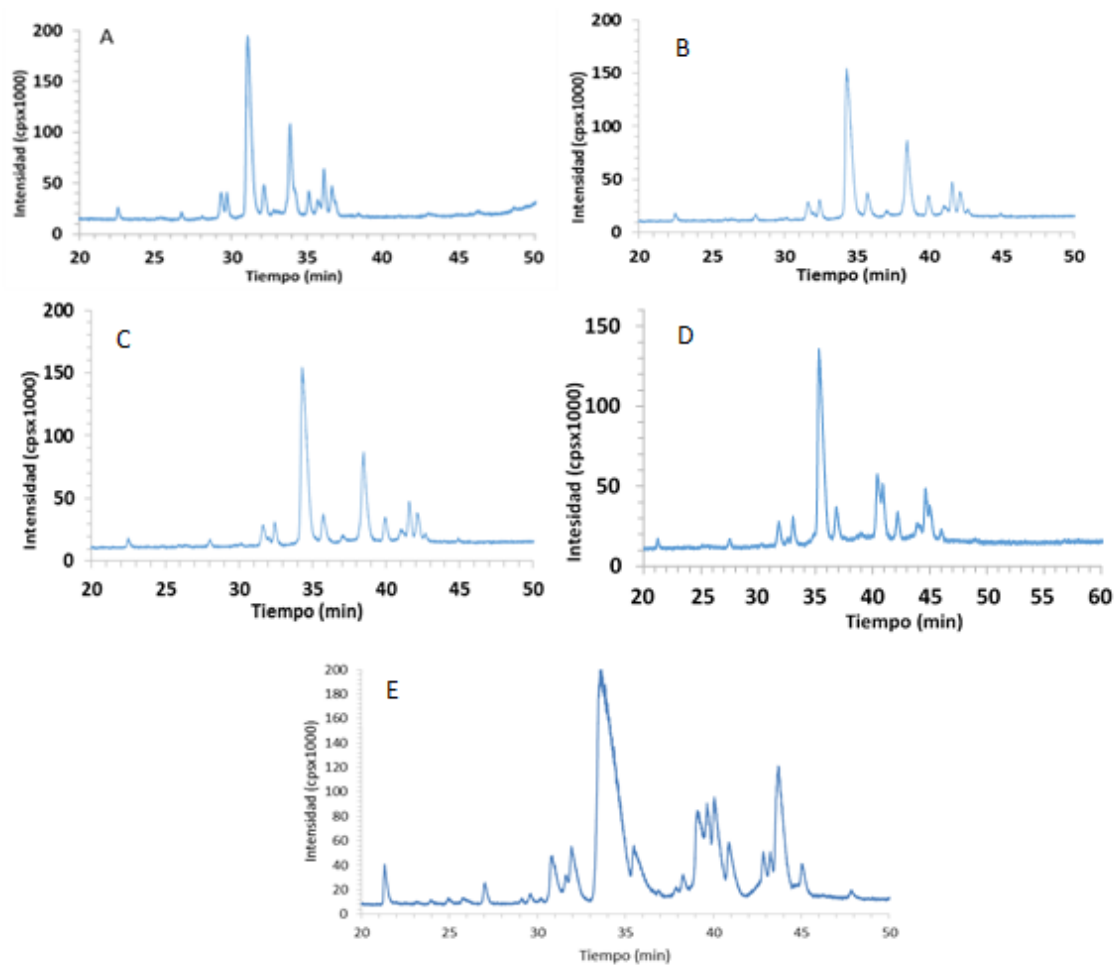 A
200
150
100
50
0
Intensidad (cpsx1000)
20 25 30 35 40 45 50
Tiempo (min)
B
200
150
100
50
0
Intensidad (cpsx1000)
20 25 30 35 40 45 50
Tiempo (min)
C
200
150
100
50
0
Intensidad (cpsx1000)
20 25 30 35 40 45 50
Tiempo (min)
D
150
100
50
0
Intesidad (cpsx1000)
20 25 30 35 40 45 50 55 60
Tiempo (min)
E
200
180
160
140
120
100
80
60
40
20
0
Intensidad (cpsx1000)
20 25 30 35 40 45 50
Tiempo (min)